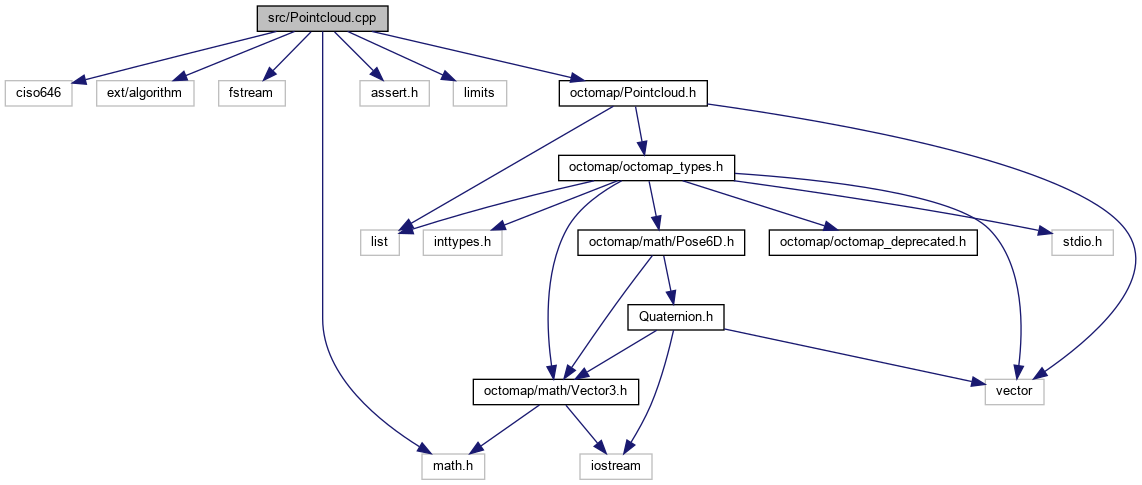 src/Pointcloud.cpp
ciso646
ext/algorithm
fstream
assert.h
limits
octomap/Pointcloud.h
octomap/octomap_types.h
list
inttypes.h
octomap/math/Pose6D.h
octomap/octomap_deprecated.h
stdio.h
Quaternion.h
octomap/math/Vector3.h
vector
math.h
iostream